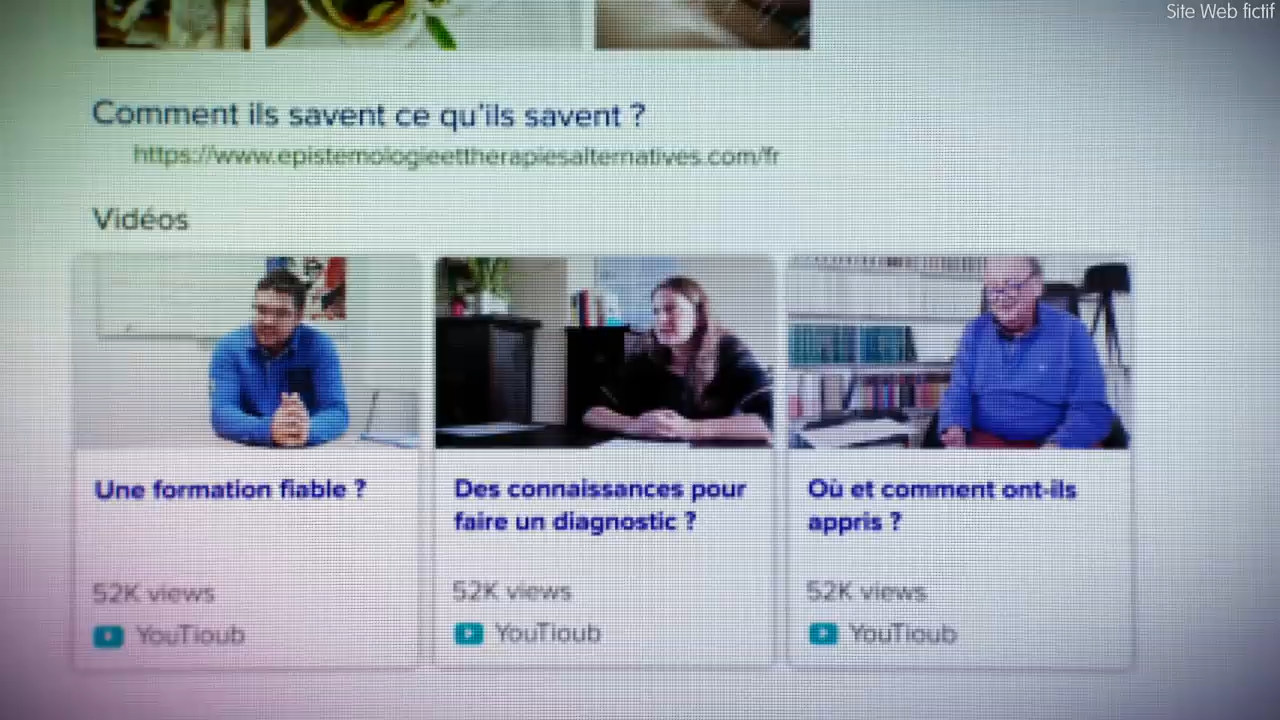 Site Web fictif
Comment ils savent ce qu'ils savent ?
https://www.epistemologieettherapiesalternatives.com/fr
Vidéos
Une formation fiable ?
Des connaissances pour
faire un diagnostic ?
Où et comment ont-ils
appris ?
52K views
52K views
52K views
YouTioub
YouTioub
YouTioub